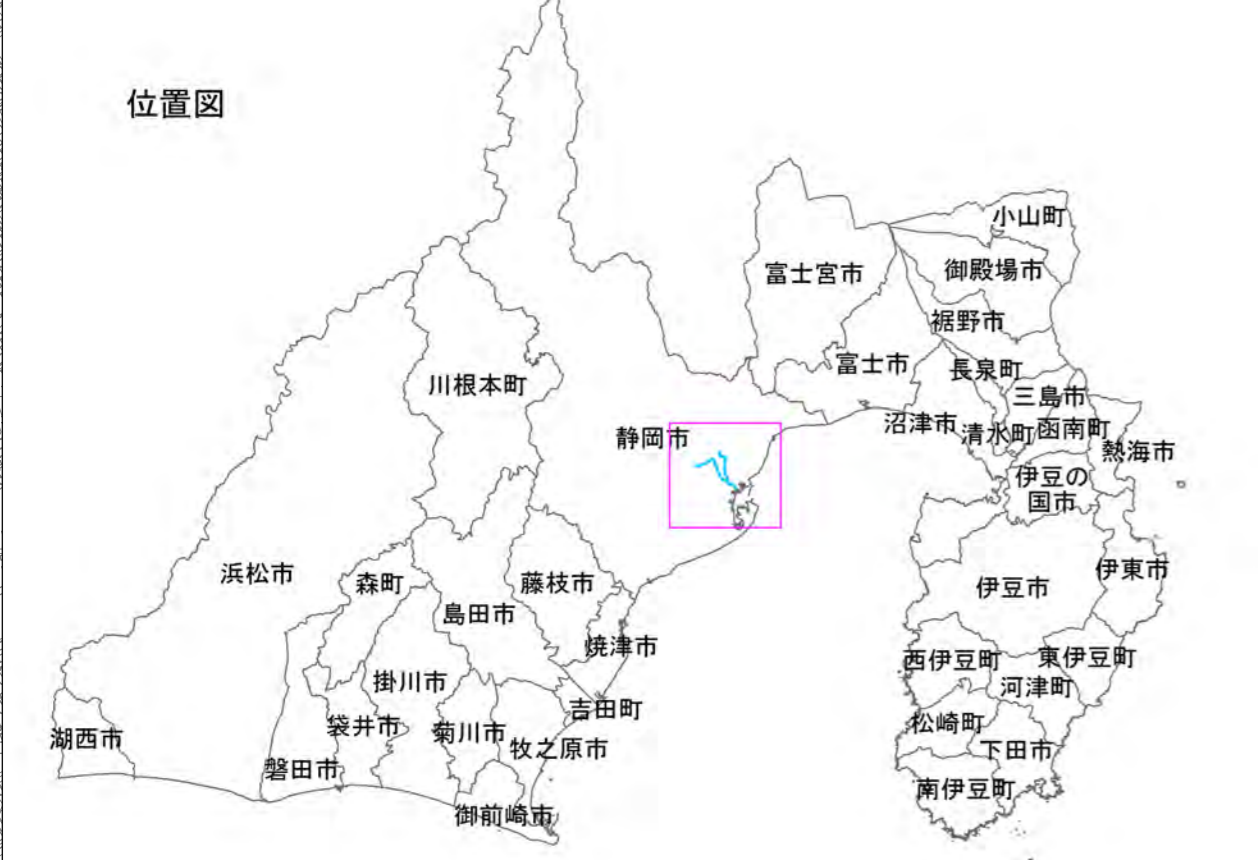 位置図
小山町
富士宮市
御殿場市
裾野市
富士市
長泉町
川根本町
三島市
沼津市
清水町
函南町
静岡市
熱海市
伊豆の
国市
浜松市
森町
藤枝市
伊豆市
伊東市
島田市
焼津市
西伊豆町
東伊豆町
掛川市
河津町
吉田町
湖西市
袋井市
菊川市
牧之原市
松崎町
下田市
磐田市
南伊豆町
御前崎市